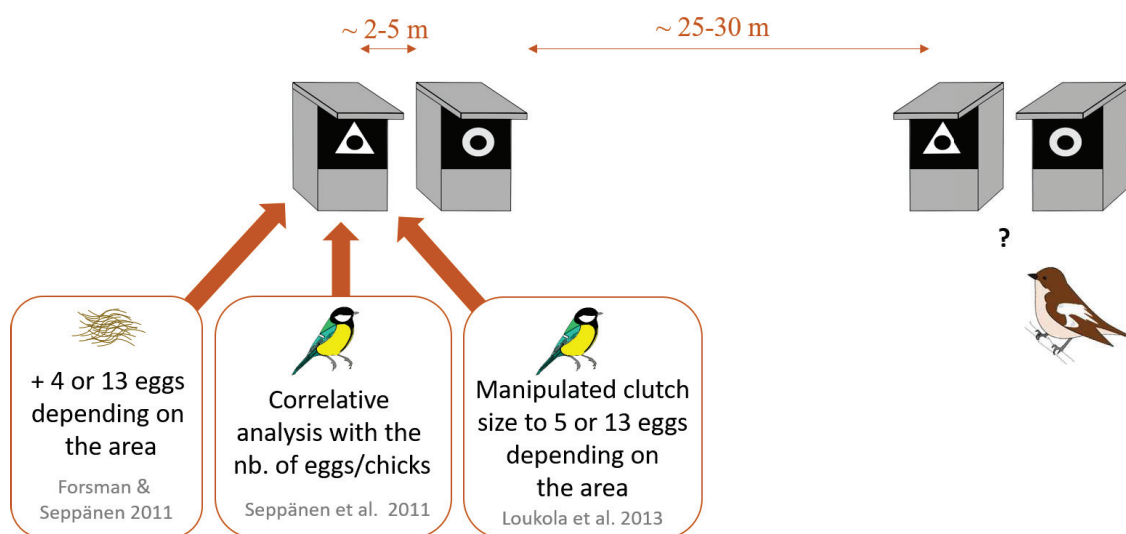 ~ 2-5 m
~ 25-30 m
?
+ 4 or 13 eggs
depending on
the area
Forsman &
Seppänen 2011
Correlative
analysis with the
nb. of eggs/chicks
Seppänen et al. 2011
Manipulated clutch
size to 5 or 13 eggs
depending on
the area
Loukola et al. 2013